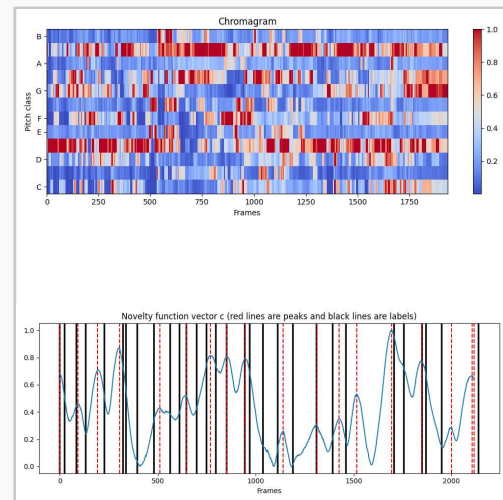 Chromagram
B
A
G
F
E
D
C
Pitch class
0 250 500 750 1000 1250 1500 1750
Frames
1.0
0.8
0.6
0.4
0.2
Novelty function vector c (red lines are peaks and black lines are labels)
1.0
0.8
0.6
0.4
0.2
0.0
0 500 1000 1500 2000
Frames